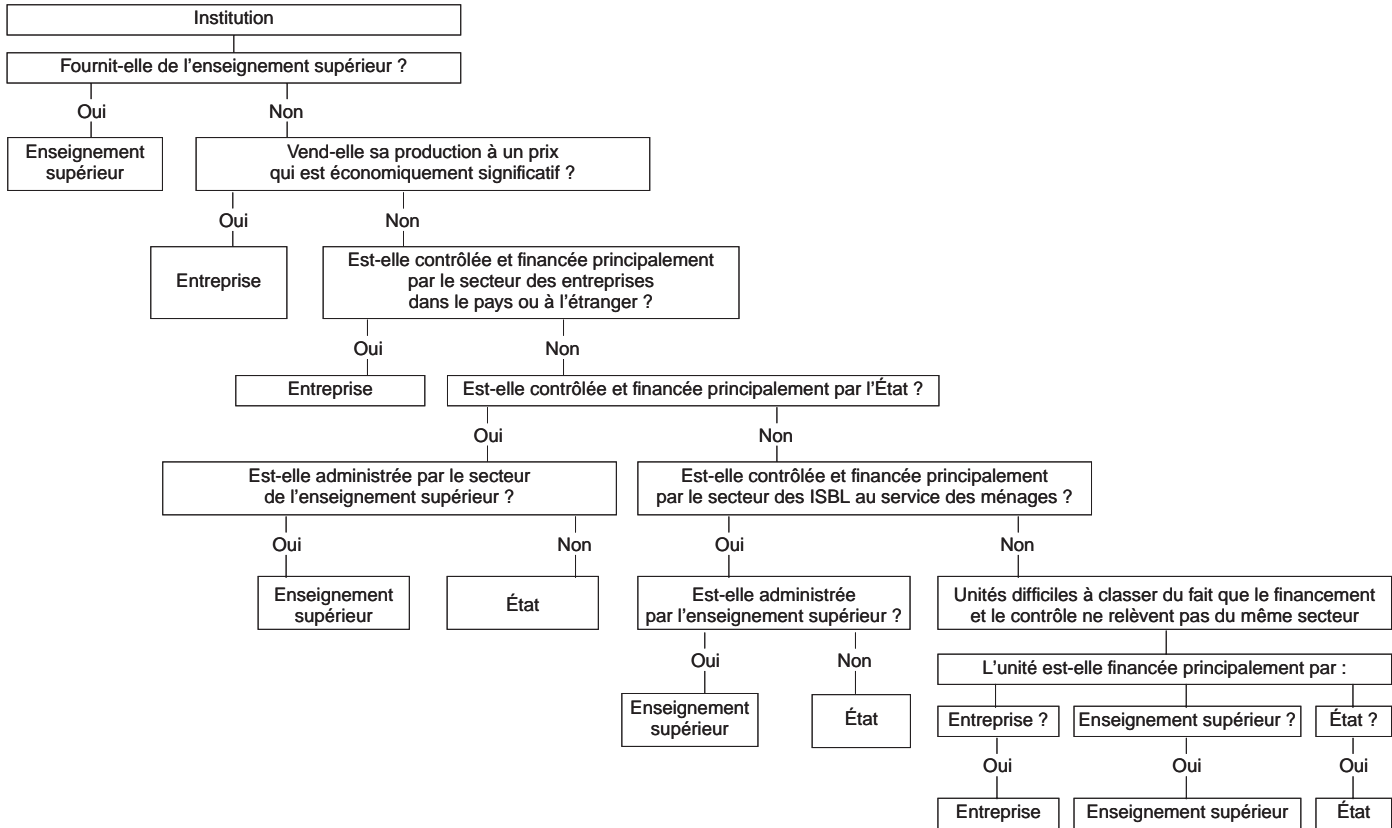 Institution
Fournit-elle de l’enseignement supérieur ?
Oui
Non
Enseignement
supérieur
Vend-elle sa production à un prix
qui est économiquement significatif ?
Oui
Non
Entreprise
Est-elle contrôlée et financée principalement
par le secteur des entreprises
dans le pays ou à l’étranger ?
Oui
Non
Entreprise
Est-elle contrôlée et financée principalement par l’État ?
Oui
Non
Est-elle administrée par le secteur
de l’enseignement supérieur ?
Est-elle contrôlée et financée principalement
par le secteur des ISBL au service des ménages ?
Oui
Non
Oui
Non
Enseignement
supérieur
État
Est-elle administrée
par l’enseignement supérieur ?
Unités difficiles à classer du fait que le financement
et le contrôle ne relèvent pas du même secteur
Oui
Non
L’unité est-elle financée principalement par :
Enseignement
supérieur
État
Entreprise ?
Enseignement supérieur ?
État ?
Oui
Oui
Oui
Entreprise
Enseignement supérieur
État